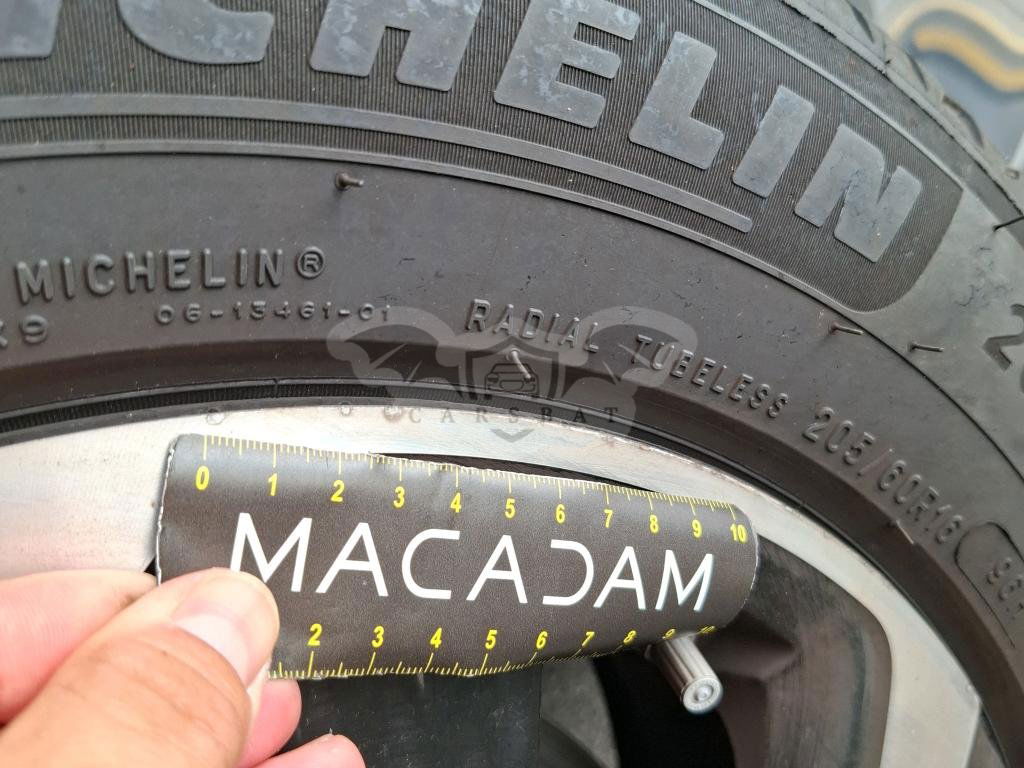 MICHELIN
MICHELIN®
06-13461-01
RADIAL TUBELESS 205/60R16
CARSBAT
0 1 2 3 4 5 6 7 8 9 10
MACADAM
2 3 4 5 6 7 8 9 10